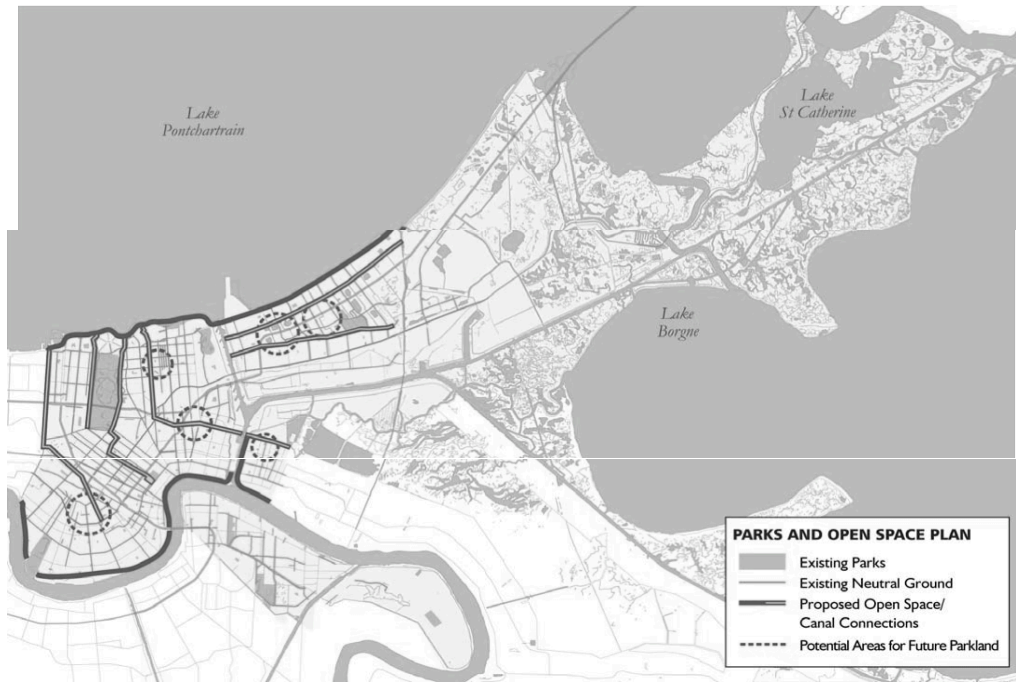 Lake
Pontchartrain
Lake
St Catherine
Lake
Borgne
PARKS AND OPEN SPACE PLAN
Existing Parks
Existing Neutral Ground
Proposed Open Space/
Canal Connections
Potential Areas for Future Parkland